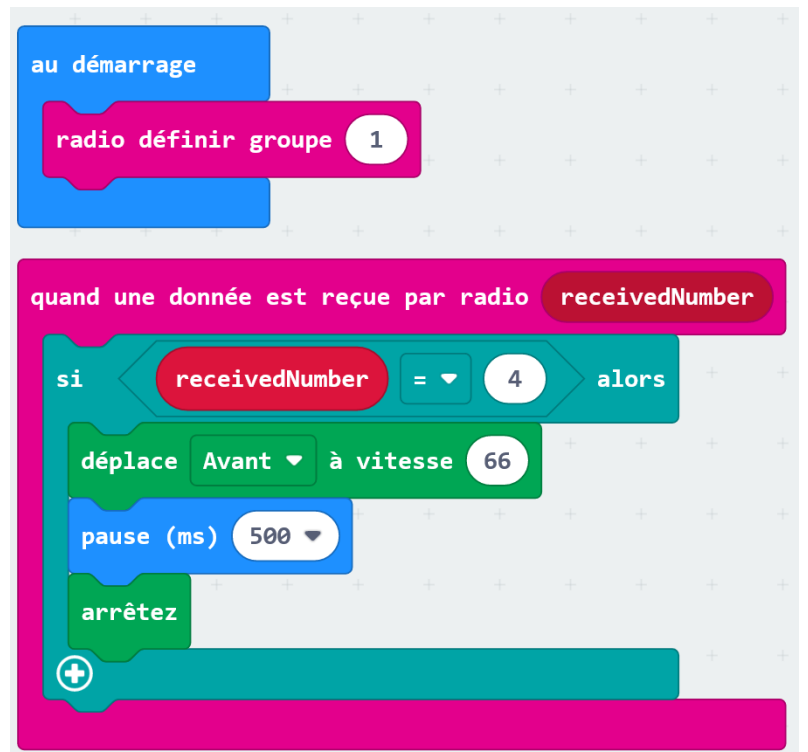 au démarrage
radio définir groupe 1
quand une donnée est reçue par radio receivedNumber
si receivedNumber = 4 alors
déplace Avant à vitesse 66
pause (ms) 500
arrêtez